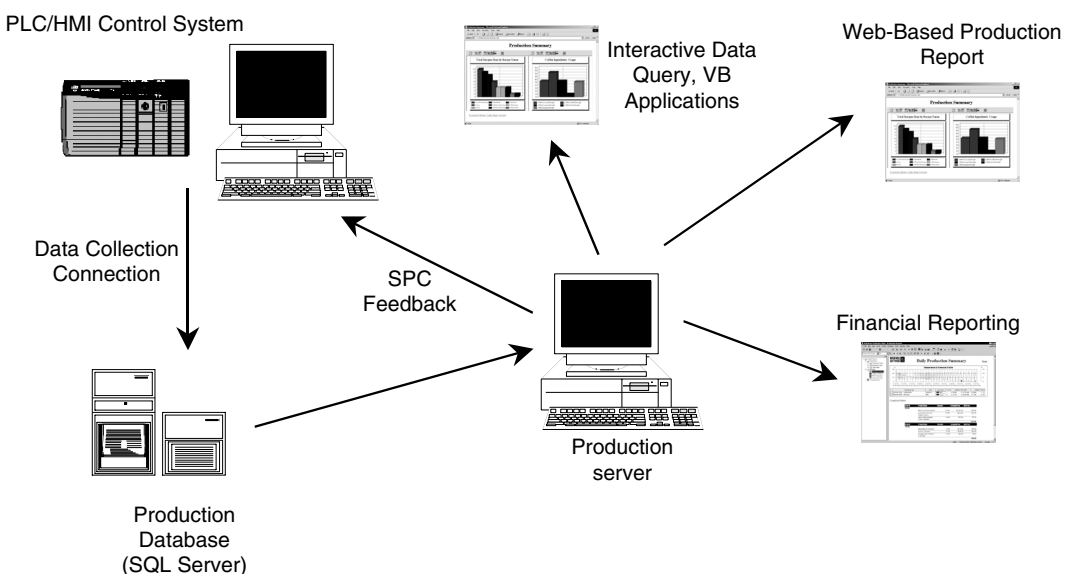 PLC/HMI Control System
Interactive Data
Query, VB
Applications
Web-Based Production
Report
Production Summary
Production Summary
Data Collection
Connection
SPC
Feedback
Financial Reporting
Daily Production Summary
Production
server
Production
Database
(SQL Server)